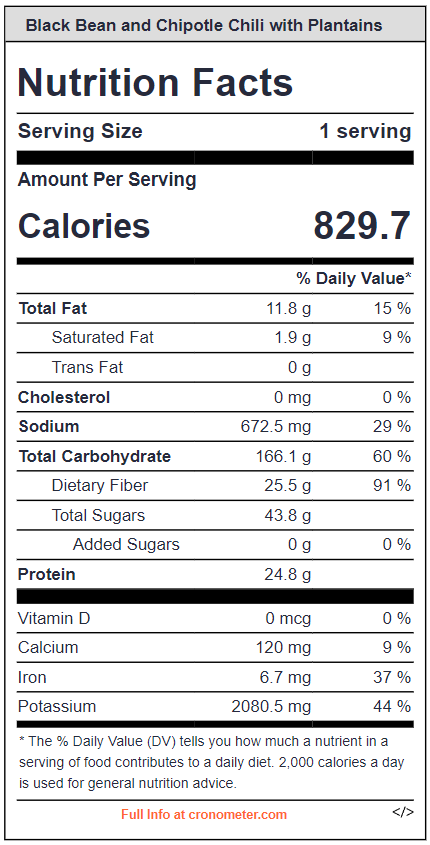 Black Bean and Chipotle Chili with Plantains
Nutrition Facts
Serving Size 1 serving
Amount Per Serving
Calories 829.7
% Daily Value*
Total Fat 11.8 g 15 %
Saturated Fat 1.9 g 9 %
Trans Fat 0 g
Cholesterol 0 mg 0 %
Sodium 672.5 mg 29 %
Total Carbohydrate 166.1 g 60 %
Dietary Fiber 25.5 g 91 %
Total Sugars 43.8 g
Added Sugars 0 g 0 %
Protein 24.8 g
Vitamin D 0 mcg 0 %
Calcium 120 mg 9 %
Iron 6.7 mg 37 %
Potassium 2080.5 mg 44 %
* The % Daily Value (DV) tells you how much a nutrient in a
serving of food contributes to a daily diet. 2,000 calories a day
is used for general nutrition advice.
Full Info at cronometer.com </>